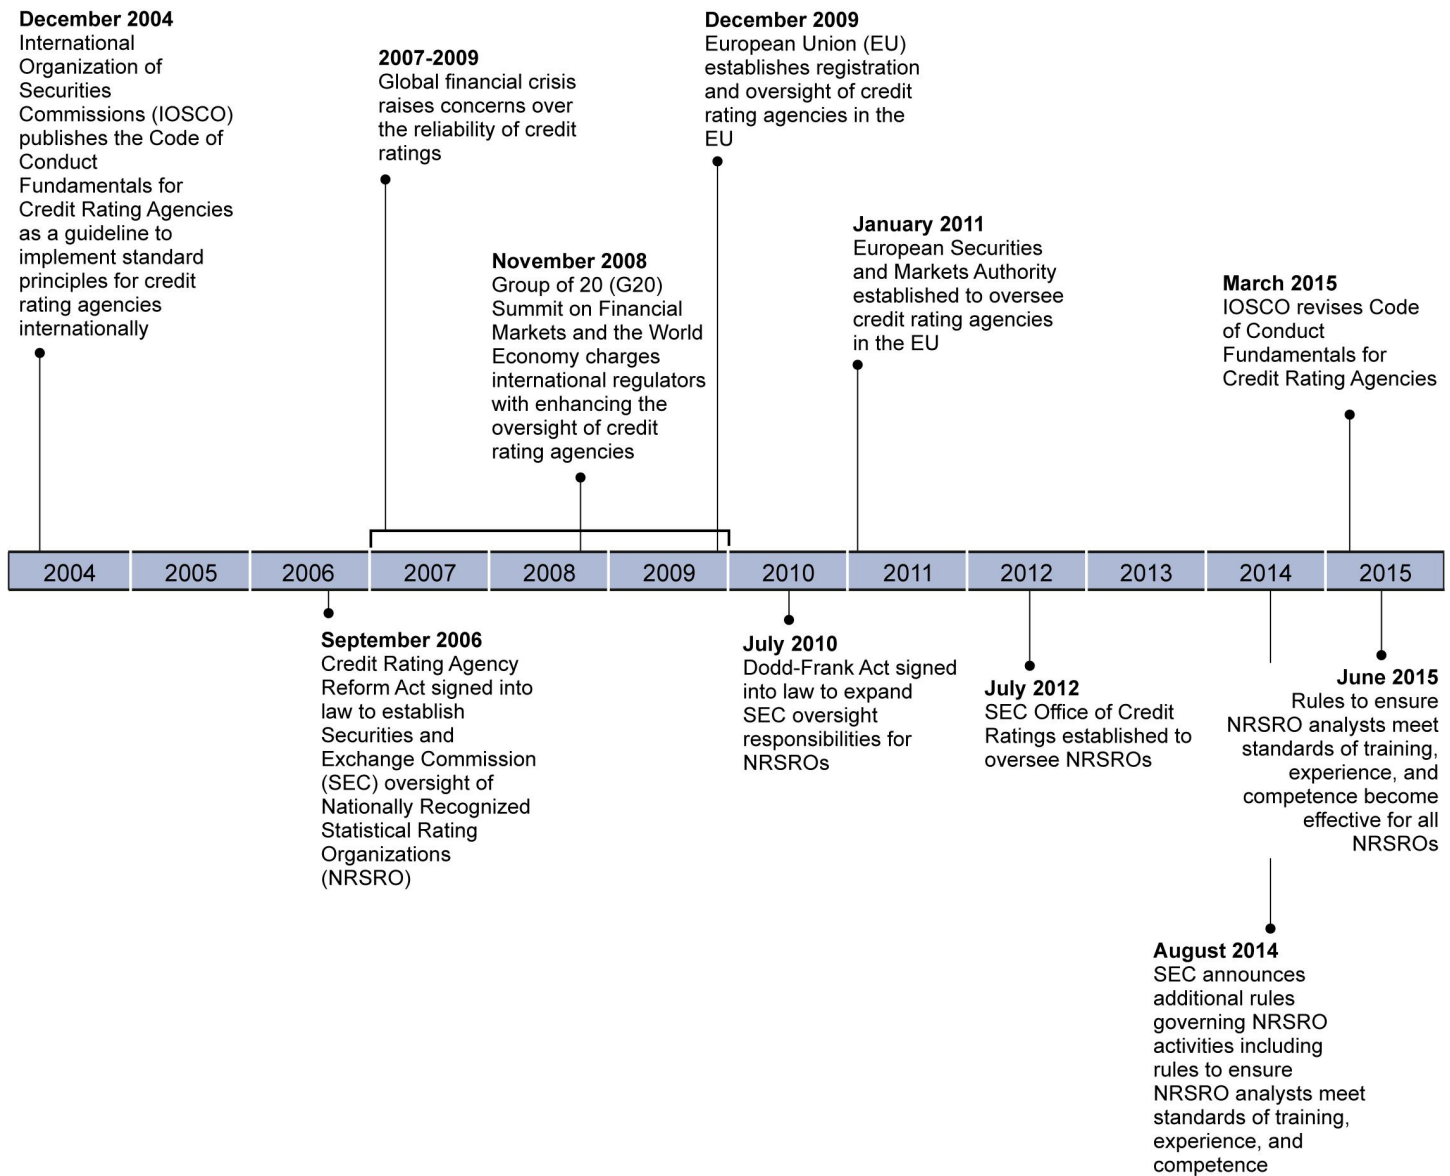 December 2004
International
Organization of
Securities
Commissions (IOSCO)
publishes the Code of
Conduct
Fundamentals for
Credit Rating Agencies
as a guideline to
implement standard
principles for credit
rating agencies
internationally
2007-2009
Global financial crisis
raises concerns over
the reliability of credit
ratings
November 2008
Group of 20 (G20)
Summit on Financial
Markets and the World
Economy charges
international regulators
with enhancing the
oversight of credit
rating agencies
December 2009
European Union (EU)
establishes registration
and oversight of credit
rating agencies in the
EU
January 2011
European Securities
and Markets Authority
established to oversee
credit rating agencies
in the EU
March 2015
IOSCO revises Code
of Conduct
Fundamentals for
Credit Rating Agencies
2004 2005 2006 2007 2008 2009 2010 2011 2012 2013 2014 2015
September 2006
Credit Rating Agency
Reform Act signed into
law to establish
Securities and
Exchange Commission
(SEC) oversight of
Nationally Recognized
Statistical Rating
Organizations
(NRSRO)
July 2010
Dodd-Frank Act signed
into law to expand
SEC oversight
responsibilities for
NRSROs
July 2012
SEC Office of Credit
Ratings established to
oversee NRSROs
June 2015
Rules to ensure
NRSRO analysts meet
standards of training,
experience, and
competence become
effective for all
NRSROs
August 2014
SEC announces
additional rules
governing NRSRO
activities including
rules to ensure
NRSRO analysts meet
standards of training,
experience, and
competence